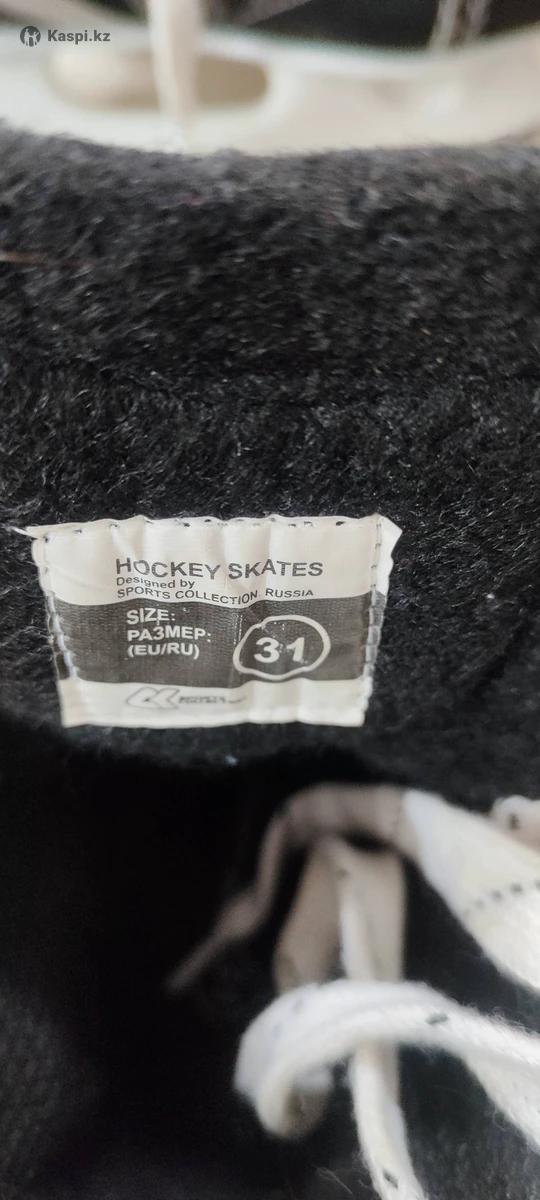 Kaspi.kz
HOCKEY SKATES
Designed by
SPORTS COLLECTION, RUSSIA
SIZE:
РАЗМЕР:
(EU/RU)
31